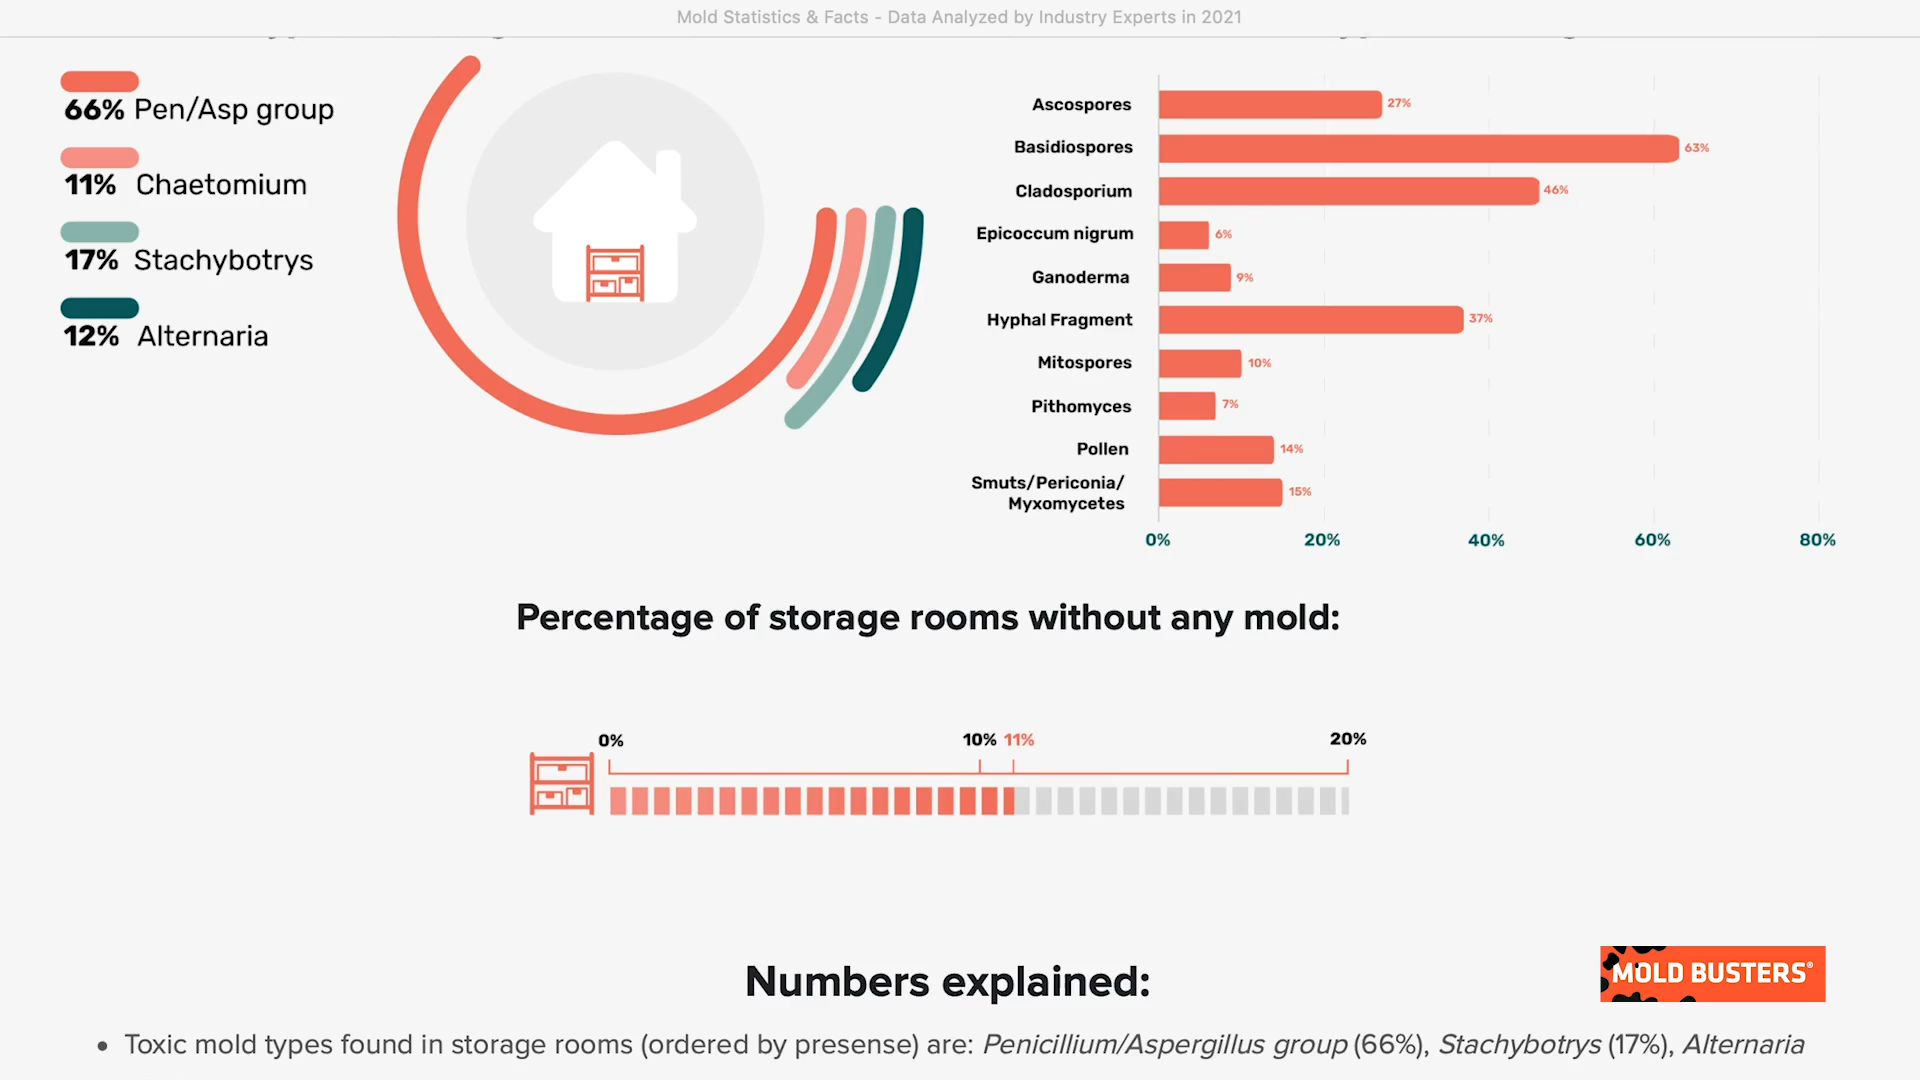 Mold Statistics & Facts - Data Analyzed by Industry Experts in 2021
66% Pen/Asp group
11% Chaetomium
17% Stachybotrys
12% Alternaria
Ascospores 27%
Basidiospores 63%
Cladosporium 46%
Epicoccum nigrum 6%
Ganoderma 9%
Hyphal Fragment 37%
Mitospores 10%
Pithomyces 7%
Pollen 14%
Smuts/Periconia/
Myxomycetes 15%
0% 20% 40% 60% 80%
Percentage of storage rooms without any mold:
0% 10% 11% 20%
Numbers explained:
MOLD BUSTERS®
• Toxic mold types found in storage rooms (ordered by presense) are: Penicillium/Aspergillus group (66%), Stachybotrys (17%), Alternaria